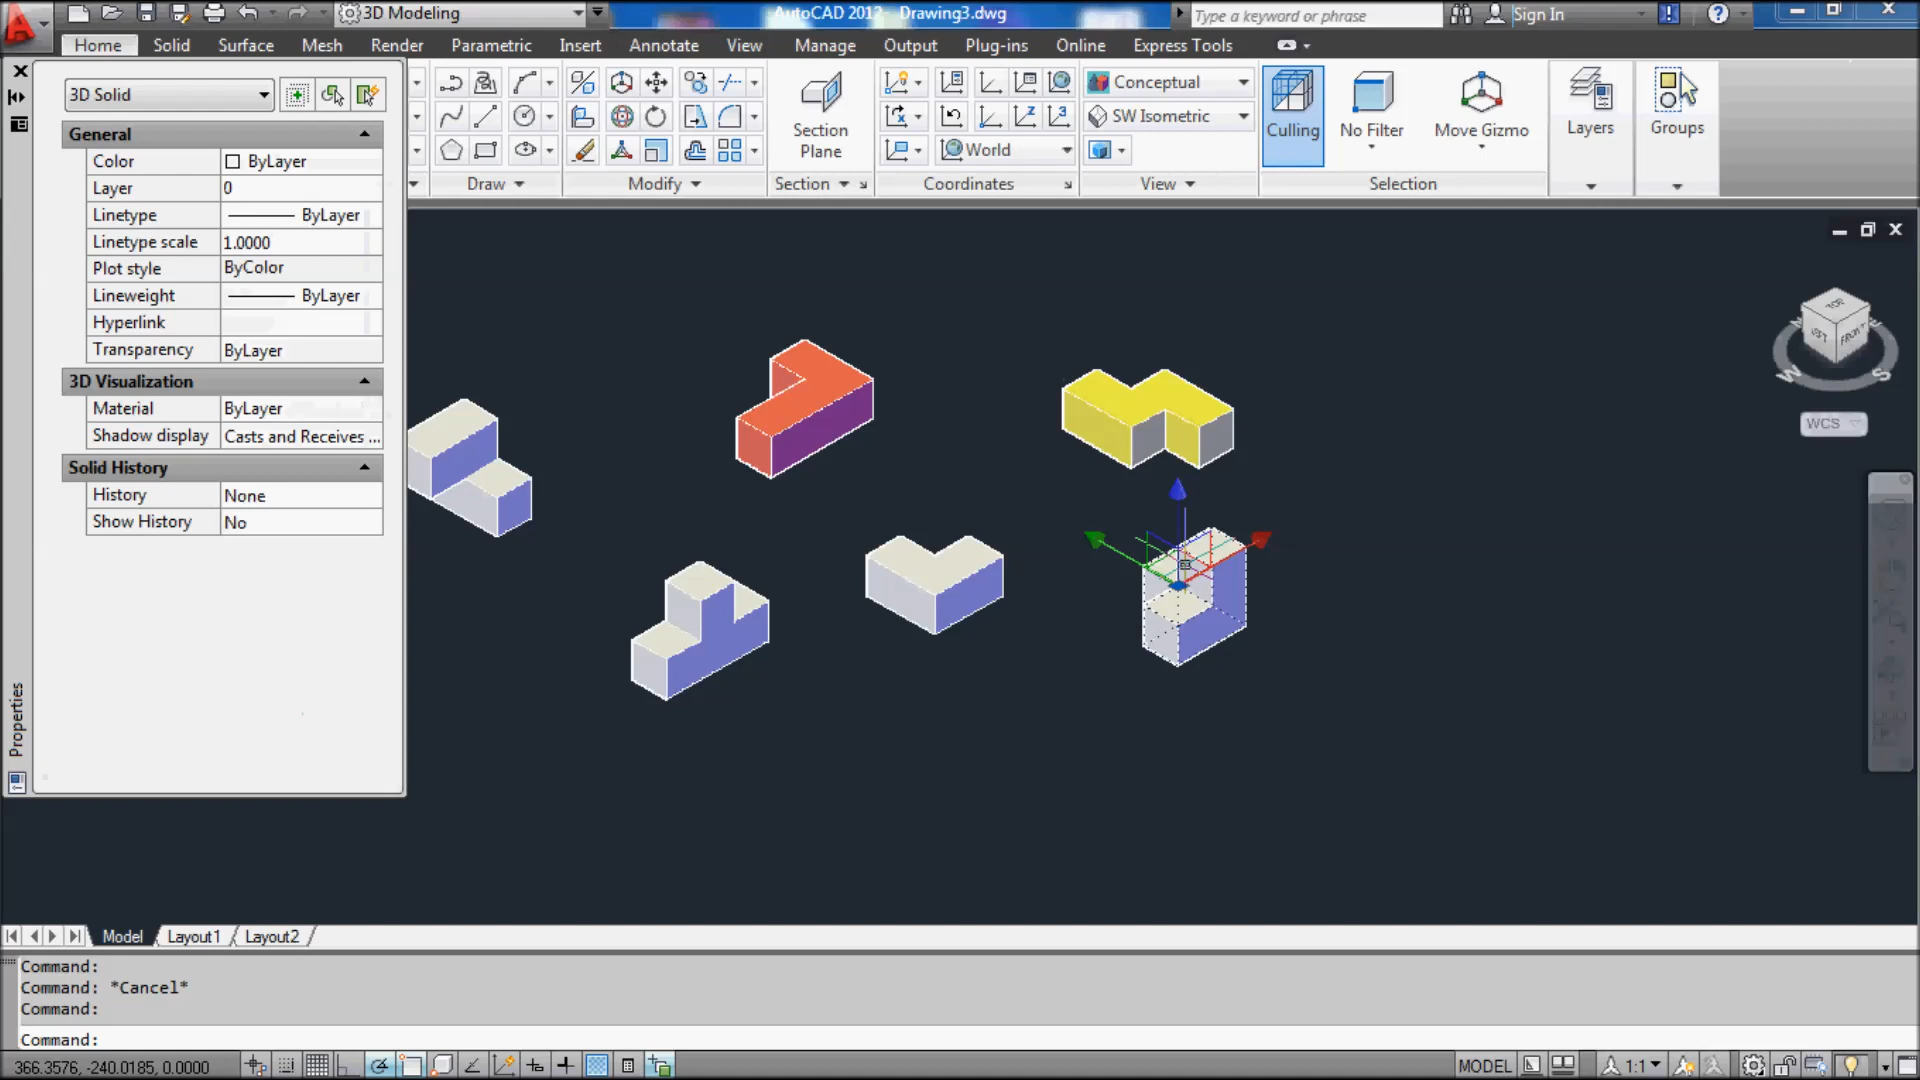 3D Modeling
AutoCAD 2012 - Drawing3.dwg
Type a keyword or phrase
Sign In
Home Solid Surface Mesh Render Parametric Insert Annotate View Manage Output Plug-ins Online Express Tools
3D Solid
General
Color ByLayer
Layer 0
Linetype ByLayer
Linetype scale 1.0000
Plot style ByColor
Lineweight ByLayer
Hyperlink
Transparency ByLayer
3D Visualization
Material ByLayer
Shadow display Casts and Receives ...
Solid History
History None
Show History No
Properties
Draw
Modify
Section
Plane
Section
World
Coordinates
Conceptual
SW Isometric
View
Culling
No Filter
Move Gizmo
Selection
Layers
Groups
TOP
LEFT
FRONT
W
S
WCS
Model Layout1 Layout2
Command:
Command: *Cancel*
Command:
Command:
366.3576, -240.0185, 0.0000
MODEL
1:1